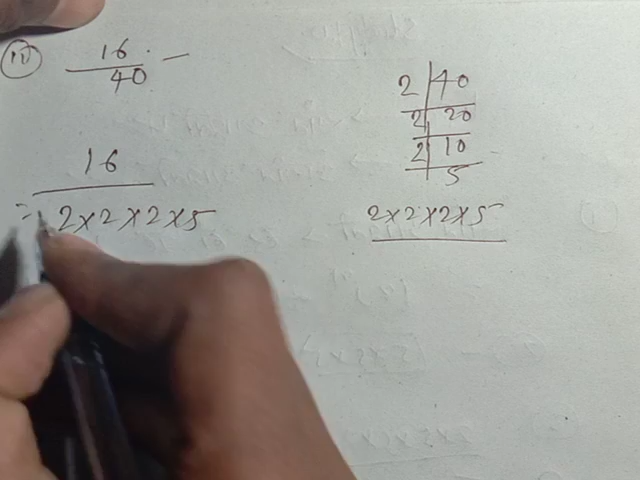 iv) 16/40 —
16
= 2×2×2×5
2 | 40
2 | 20
2 | 10
5
2×2×2×5